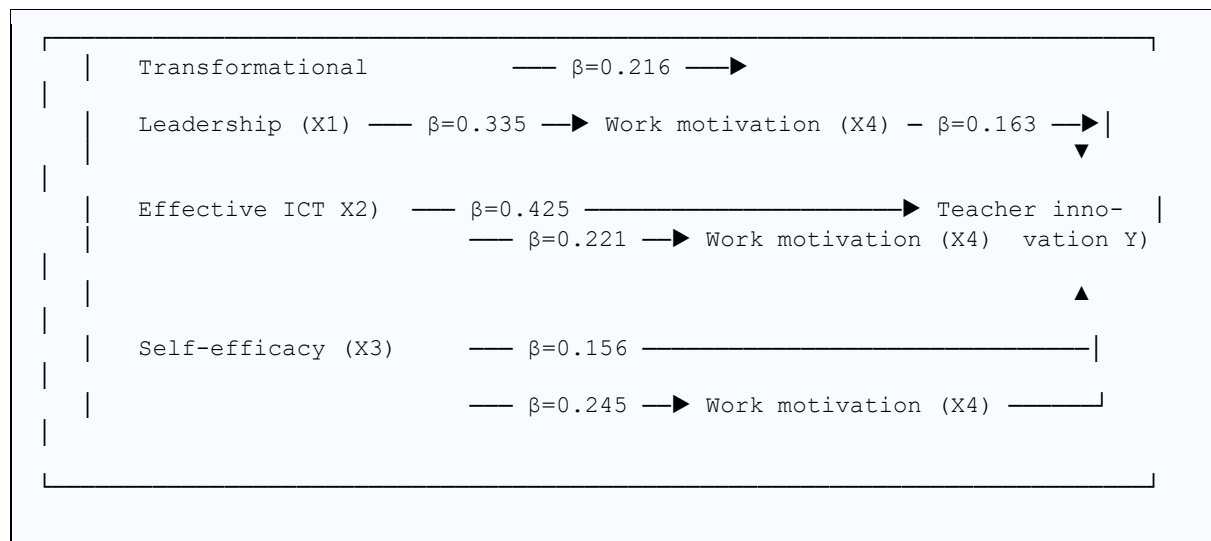 Transformational β=0.216
Leadership (X1) β=0.335 Work motivation (X4) β=0.163
Effective ICT X2) β=0.425 Teacher inno-
β=0.221 Work motivation (X4) vation Y)
Self-efficacy (X3) β=0.156
β=0.245 Work motivation (X4)